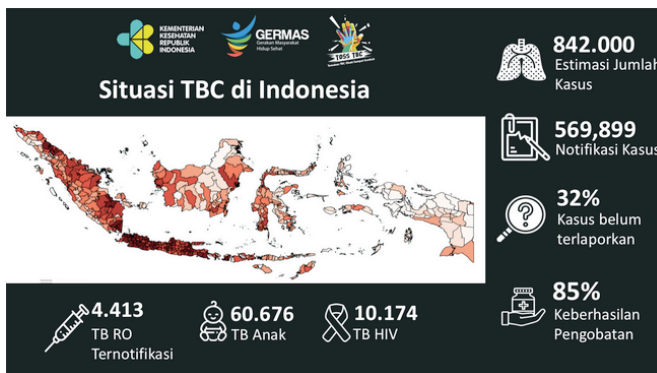 KEMENTERIAN
KESEHATAN
REPUBLIK
INDONESIA
GERMAS
Gerakan Masyarakat
Hidup Sehat
TOSS TBC
Situasi TBC di Indonesia
842.000
Estimasi Jumlah
Kasus
569,899
Notifikasi Kasus
32%
Kasus belum
terlaporkan
85%
Keberhasilan
Pengobatan
4.413
TB RO
Ternotifikasi
60.676
TB Anak
10.174
TB HIV